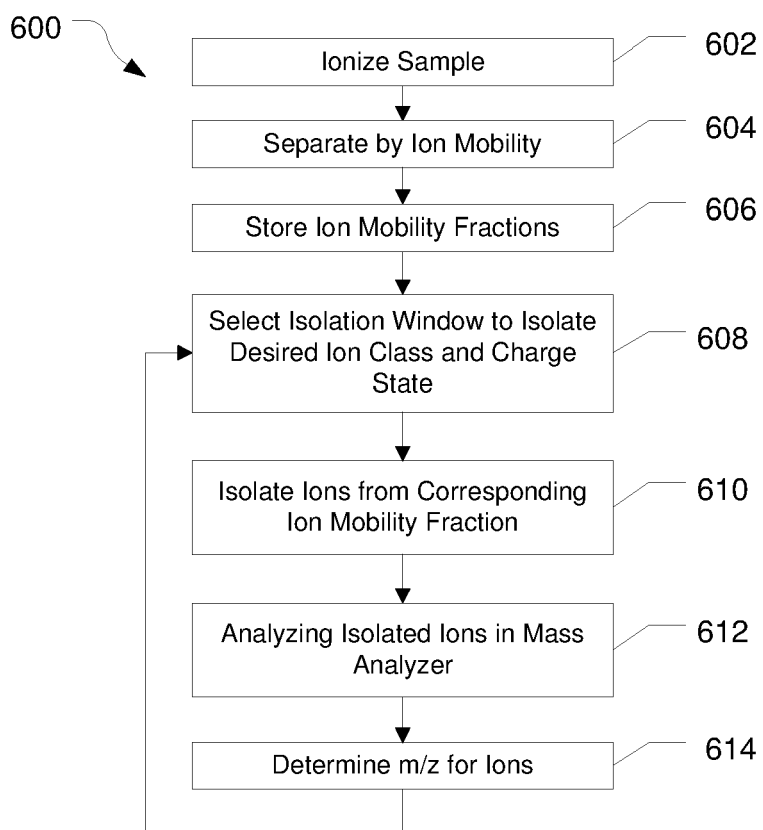 600
Ionize Sample
602
Separate by Ion Mobility
604
Store Ion Mobility Fractions
606
Select Isolation Window to Isolate
Desired Ion Class and Charge
State
608
Isolate Ions from Corresponding
Ion Mobility Fraction
610
Analyzing Isolated Ions in Mass
Analyzer
612
Determine m/z for Ions
614